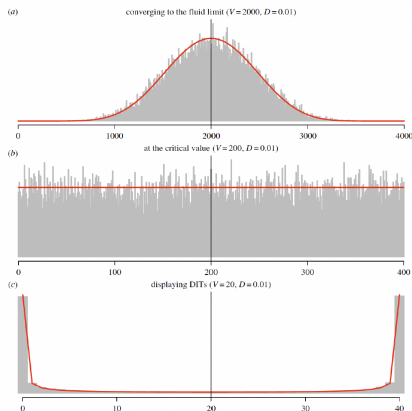 (a) converging to the fluid limit (V = 2000, D = 0.01)
0 1000 2000 3000 4000
(b) at the critical value (V = 200, D = 0.01)
0 100 200 300 400
(c) displaying DITs (V = 20, D = 0.01)
0 10 20 30 40